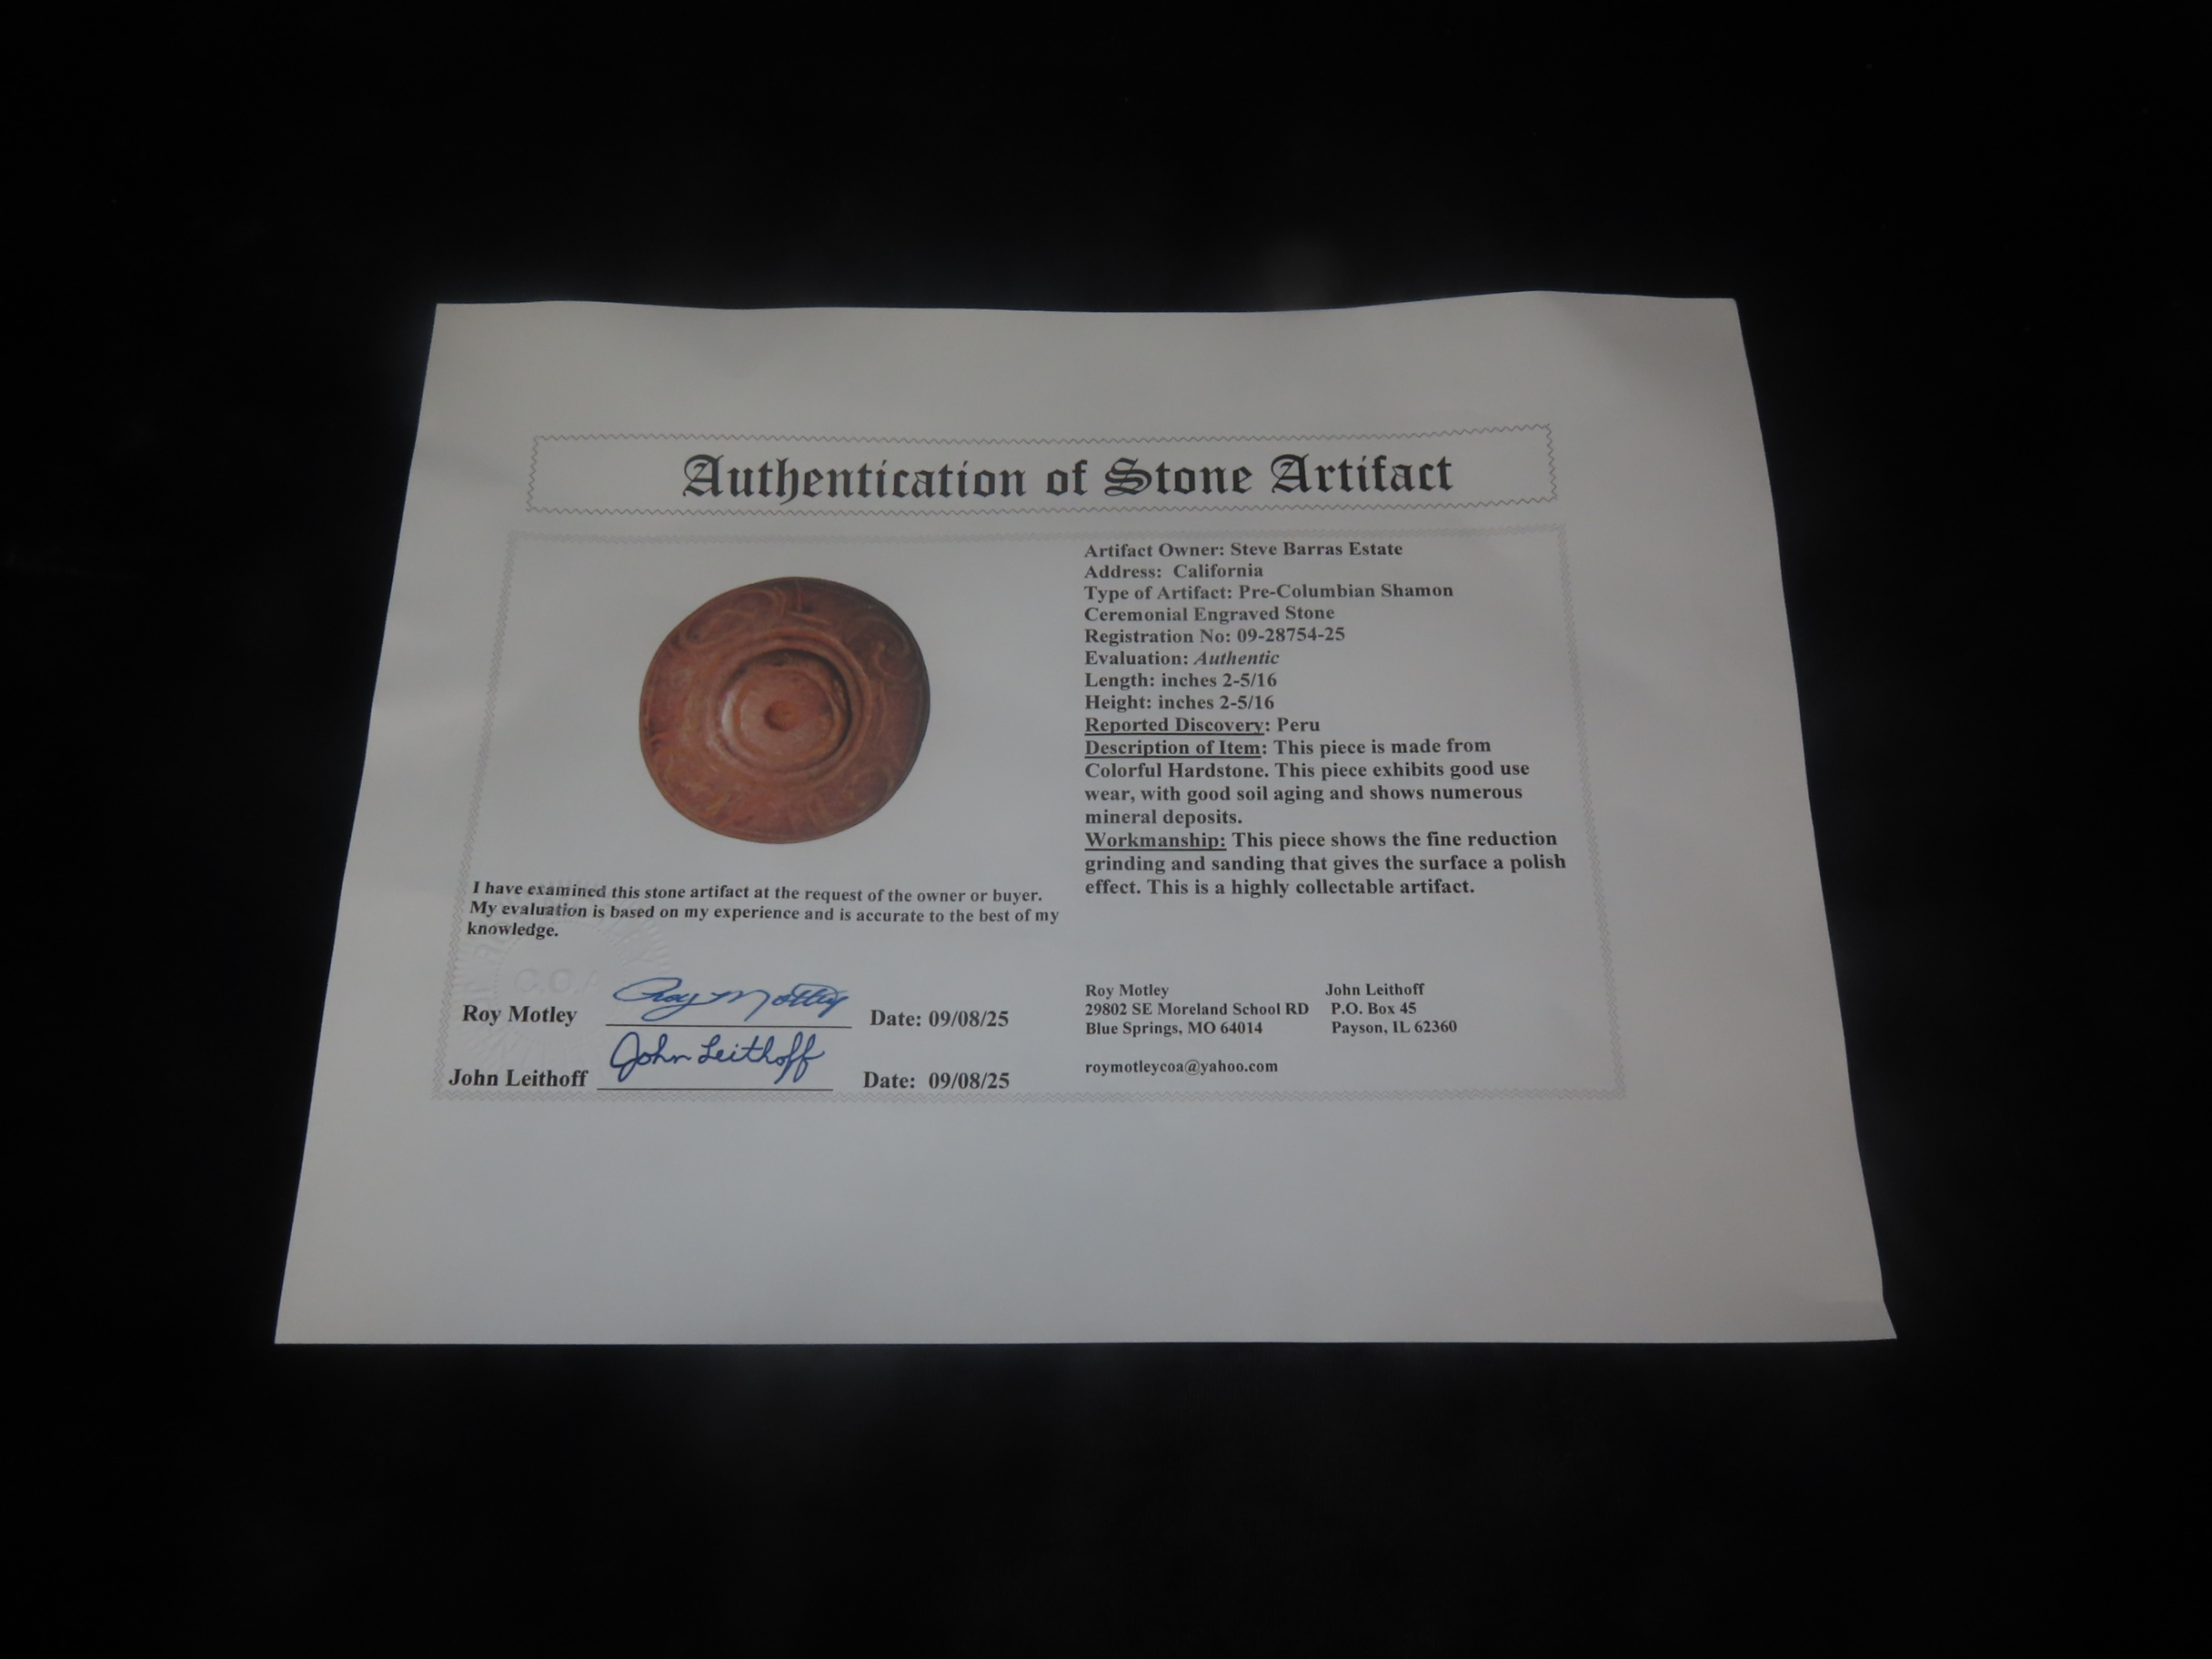 Authentication of Stone Artifact
Artifact Owner: Steve Barras Estate
Address: California
Type of Artifact: Pre-Columbian Shamon
Ceremonial Engraved Stone
Registration No: 09-28754-25
Evaluation: Authentic
Length: inches 2-5/16
Height: inches 2-5/16
Reported Discovery: Peru
Description of Item: This piece is made from
Colorful Hardstone. This piece exhibits good use
wear, with good soil aging and shows numerous
mineral deposits.
Workmanship: This piece shows the fine reduction
grinding and sanding that gives the surface a polish
effect. This is a highly collectable artifact.
I have examined this stone artifact at the request of the owner or buyer.
My evaluation is based on my experience and is accurate to the best of my
knowledge.
C.O.A
Roy Motley Roy Motley Date: 09/08/25
John Leithoff John Leithoff Date: 09/08/25
Roy Motley John Leithoff
29802 SE Moreland School RD P.O. Box 45
Blue Springs, MO 64014 Payson, IL 62360
roymotleycoa@yahoo.com